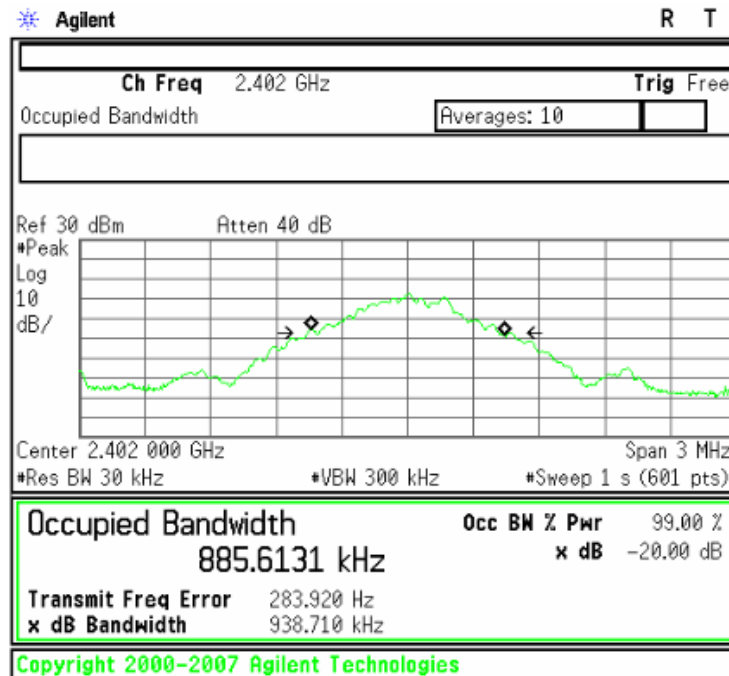 Agilent R T
Ch Freq 2.402 GHz Trig Free
Occupied Bandwidth Averages: 10
Ref 30 dBm Atten 40 dB
#Peak
Log
10
dB/
Center 2.402 000 GHz Span 3 MHz
#Res BW 30 kHz #VBW 300 kHz #Sweep 1 s (601 pts)
Occupied Bandwidth Occ BW % Pwr 99.00 %
885.6131 kHz x dB -20.00 dB
Transmit Freq Error 283.920 Hz
x dB Bandwidth 938.710 kHz
Copyright 2000-2007 Agilent Technologies